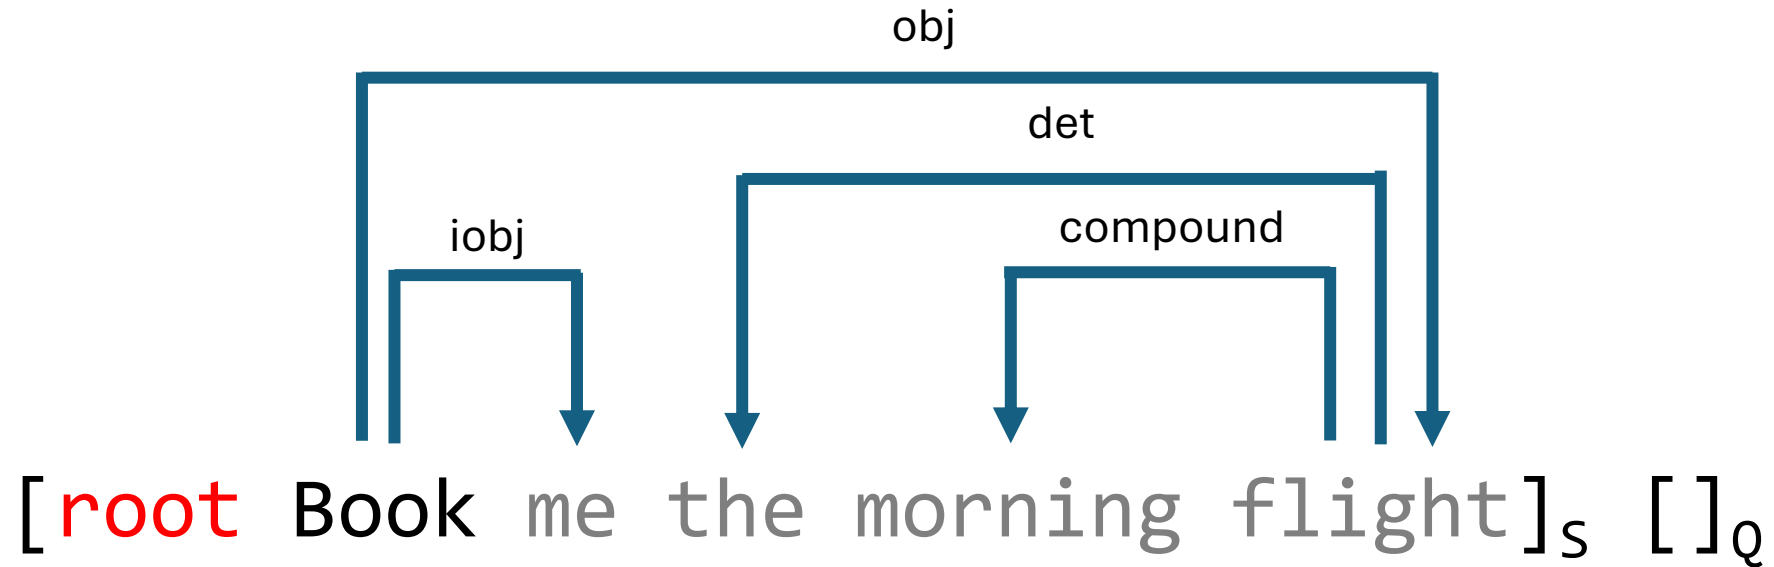 obj
det
iobj
compound
[root Book me the morning flight]S []Q